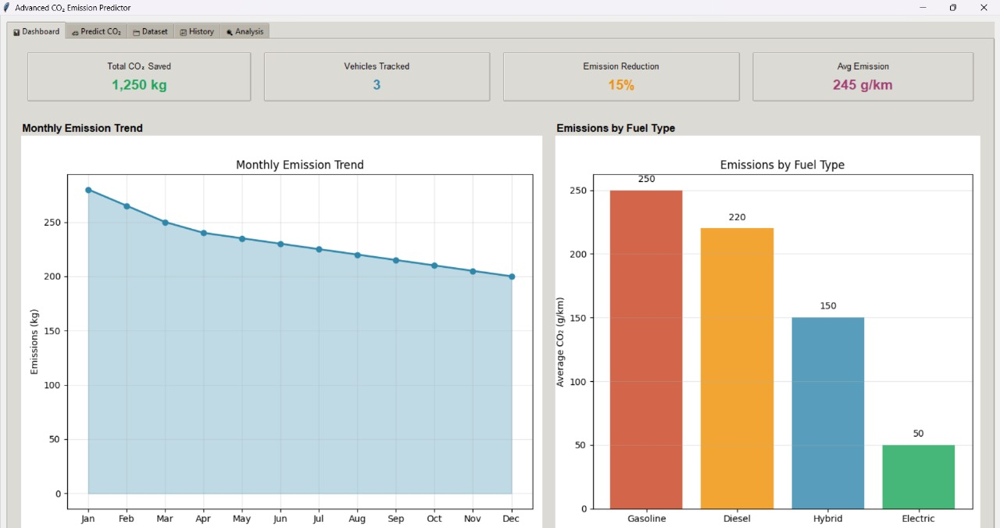 Advanced CO₂ Emission Predictor
Dashboard Predict CO₂ Dataset History Analysis
Total CO₂ Saved
1,250 kg
Vehicles Tracked
3
Emission Reduction
15%
Avg Emission
245 g/km
Monthly Emission Trend
Monthly Emission Trend
Emissions (kg)
250
200
150
100
50
0
Jan Feb Mar Apr May Jun Jul Aug Sep Oct Nov Dec
Emissions by Fuel Type
Emissions by Fuel Type
Average CO₂ (g/km)
250
200
150
100
50
0
250
220
150
50
Gasoline Diesel Hybrid Electric